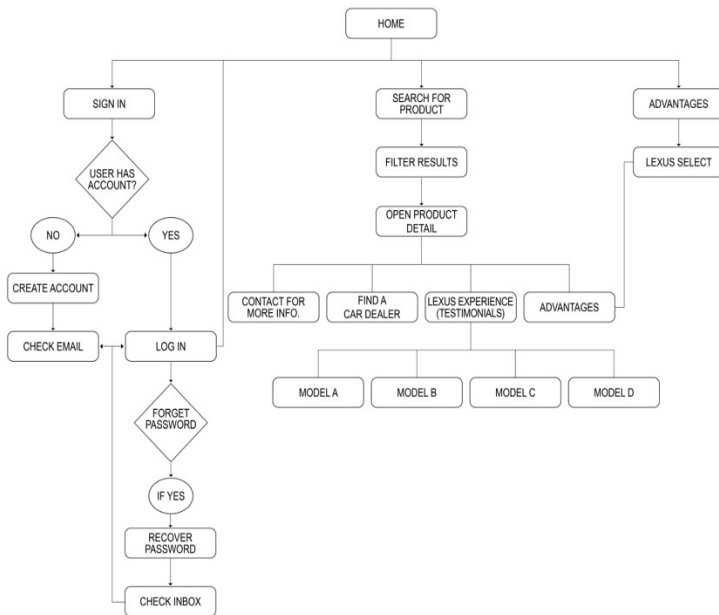 HOME
SIGN IN
SEARCH FOR
PRODUCT
ADVANTAGES
USER HAS
ACCOUNT?
FILTER RESULTS
LEXUS SELECT
OPEN PRODUCT
DETAIL
NO
YES
CREATE ACCOUNT
CONTACT FOR
MORE INFO.
FIND A
CAR DEALER
LEXUS EXPERIENCE
(TESTIMONIALS)
ADVANTAGES
CHECK EMAIL
LOG IN
MODEL A
MODEL B
MODEL C
MODEL D
FORGET
PASSWORD
IF YES
RECOVER
PASSWORD
CHECK INBOX